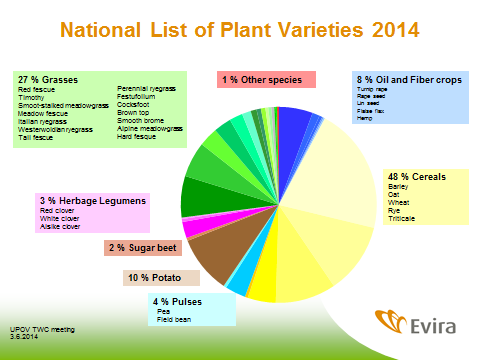 National List of Plant Varieties 2014
27 % Grasses
Red fescue
Timothy
Smoot-stalked meadowgrass
Meadow fescue
Italian ryegrass
Westerwoldian ryegrass
Tall fescue
Perennial ryegrass
Festufolium
Cocksfoot
Brown top
Smooth brome
Alpine meadowgrass
Hard fesque
1 % Other species
8 % Oil and Fiber crops
Turnip rape
Rape seed
Lin seed
Flaise flax
Hemp
48 % Cereals
Barley
Oat
Wheat
Rye
Triticale
3 % Herbage Legumens
Red clover
White clover
Alsike clover
2 % Sugar beet
10 % Potato
4 % Pulses
Pea
Field bean
UPOV TWC meeting
3.6.2014
Evira